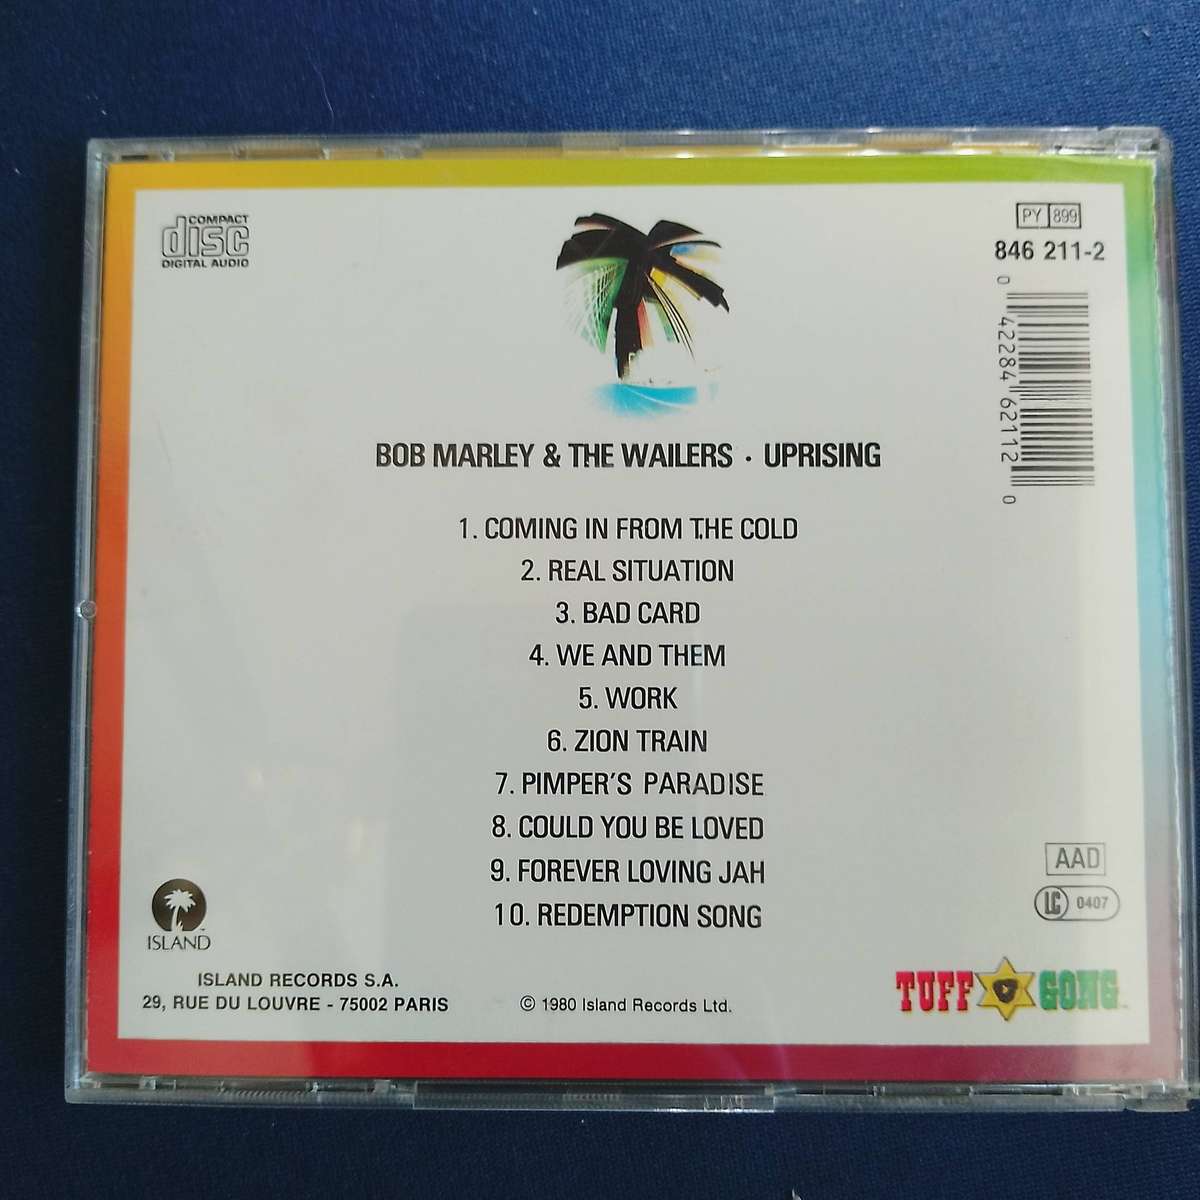 COMPACT
disc
DIGITAL AUDIO
PY 899
846 211-2
0 42284 62112 0
BOB MARLEY & THE WAILERS · UPRISING
1. COMING IN FROM T.HE COLD
2. REAL SITUATION
3. BAD CARD
4. WE AND THEM
5. WORK
6. ZION TRAIN
7. PIMPER'S PARADISE
8. COULD YOU BE LOVED
9. FOREVER LOVING JAH
10. REDEMPTION SONG
AAD
LC 0407
ISLAND
ISLAND RECORDS S.A.
29, RUE DU LOUVRE - 75002 PARIS
© 1980 Island Records Ltd.
TUFF GONG